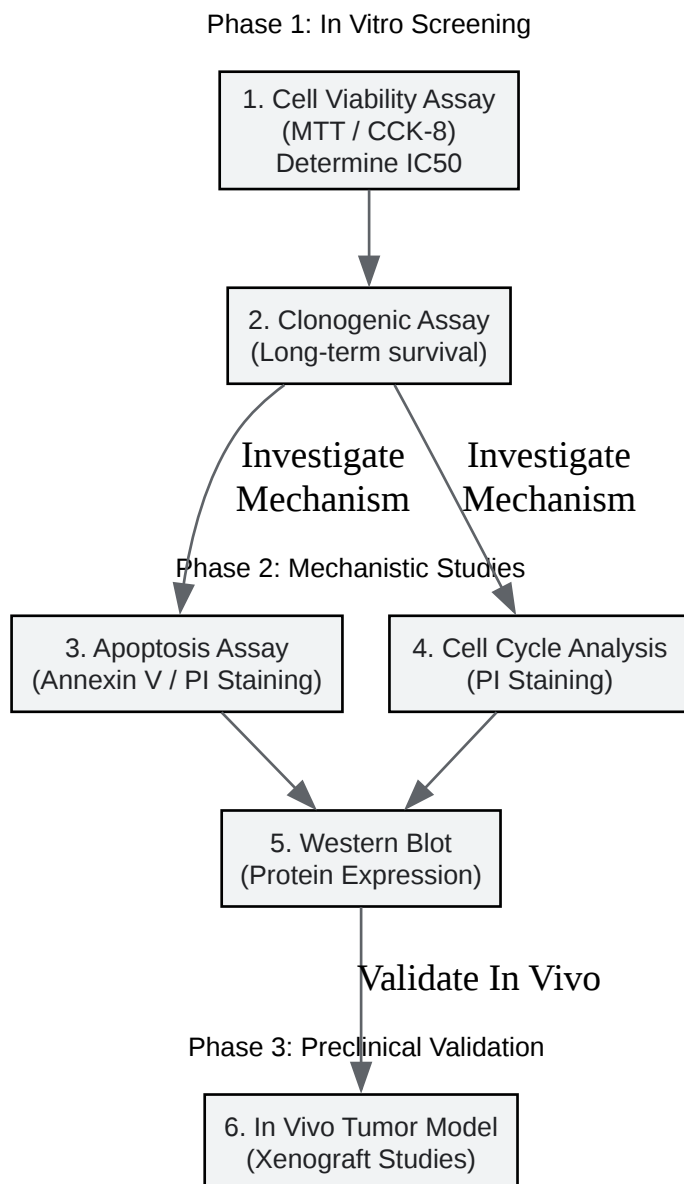 Phase 1: In Vitro Screening
1. Cell Viability Assay
(MTT / CCK-8)
Determine IC50
2. Clonogenic Assay
(Long-term survival)
Investigate
Mechanism
Investigate
Mechanism
Phase 2: Mechanistic Studies
3. Apoptosis Assay
(Annexin V / PI Staining)
4. Cell Cycle Analysis
(PI Staining)
5. Western Blot
(Protein Expression)
Validate In Vivo
Phase 3: Preclinical Validation
6. In Vivo Tumor Model
(Xenograft Studies)